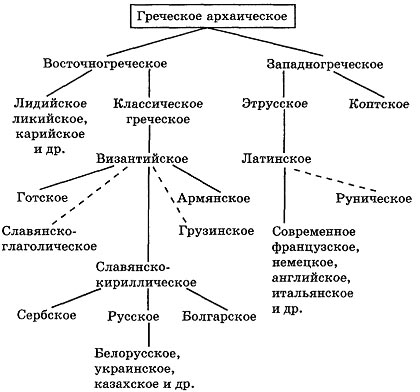 Греческое архаическое
Восточногреческое
Западногреческое
Лидийское
ликийское,
карийское
и др.
Классическое
греческое
Этрусское
Коптское
Византийское
Латинское
Готское
Армянское
Руническое
Славянско-
глаголическое
Грузинское
Современное
французское,
немецкое,
английское,
итальянское
и др.
Славянско-
кириллическое
Сербское
Русское
Болгарское
Белорусское,
украинское,
казахское и др.